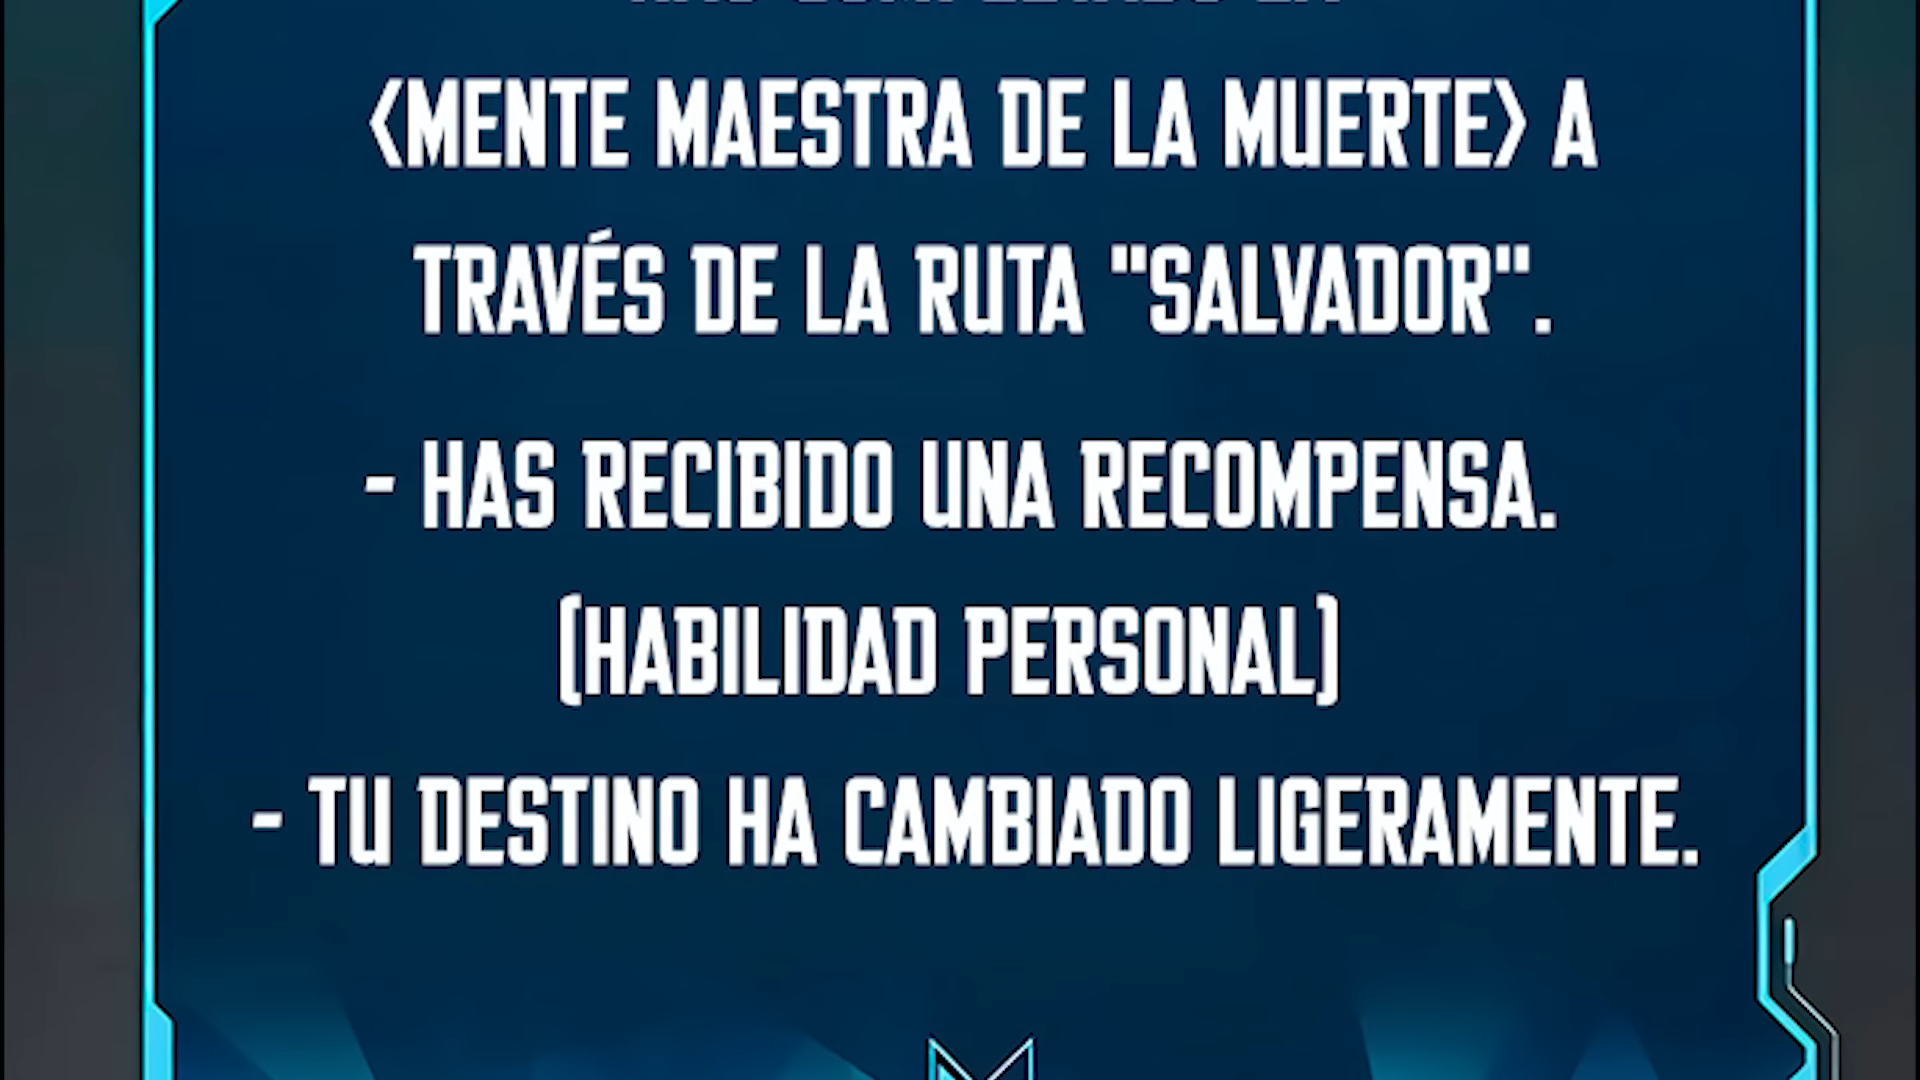 〈MENTE MAESTRA DE LA MUERTE〉 A
TRAVÉS DE LA RUTA "SALVADOR".
- HAS RECIBIDO UNA RECOMPENSA.
(HABILIDAD PERSONAL)
- TU DESTINO HA CAMBIADO LIGERAMENTE.